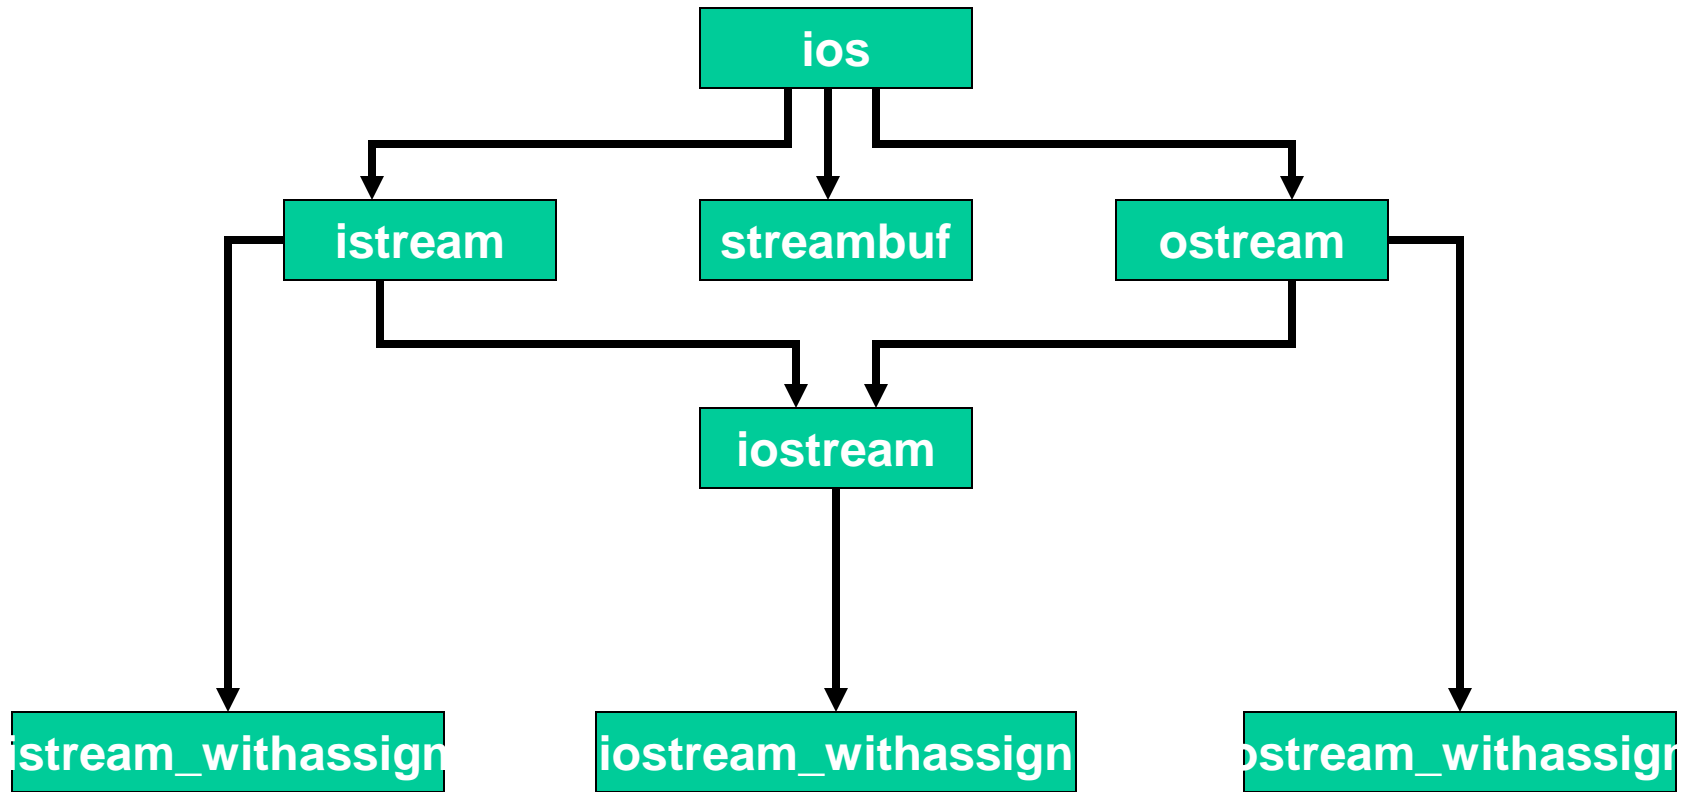 ios
istream
streambuf
ostream
iostream
istream_withassign
iostream_withassign
ostream_withassign